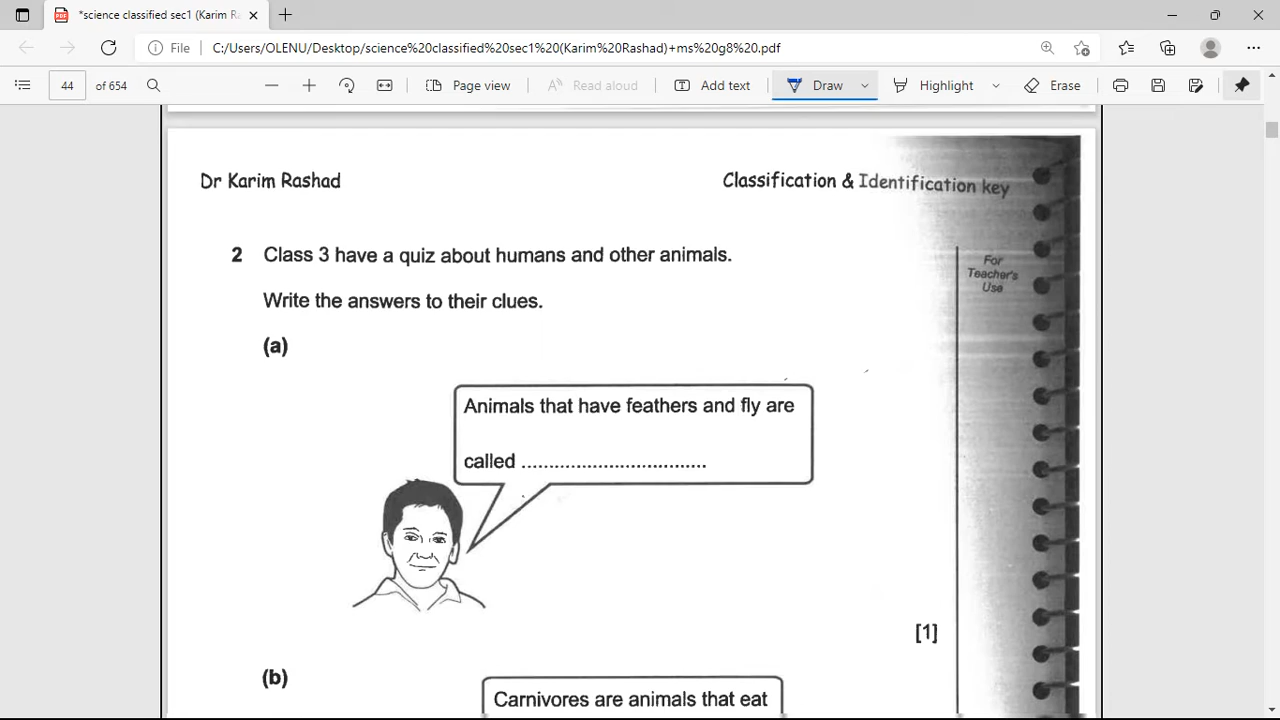 *science classified sec1 (Karim Ra
File C:/Users/OLENU/Desktop/science%20classified%20sec1%20(Karim%20Rashad)+ms%20g8%20.pdf
44 of 654 Page view Read aloud Add text Draw Highlight Erase
Dr Karim Rashad Classification & Identification key
2 Class 3 have a quiz about humans and other animals.
For
Teacher's
Use
Write the answers to their clues.
(a)
Animals that have feathers and fly are
called ..................................
[1]
(b)
Carnivores are animals that eat